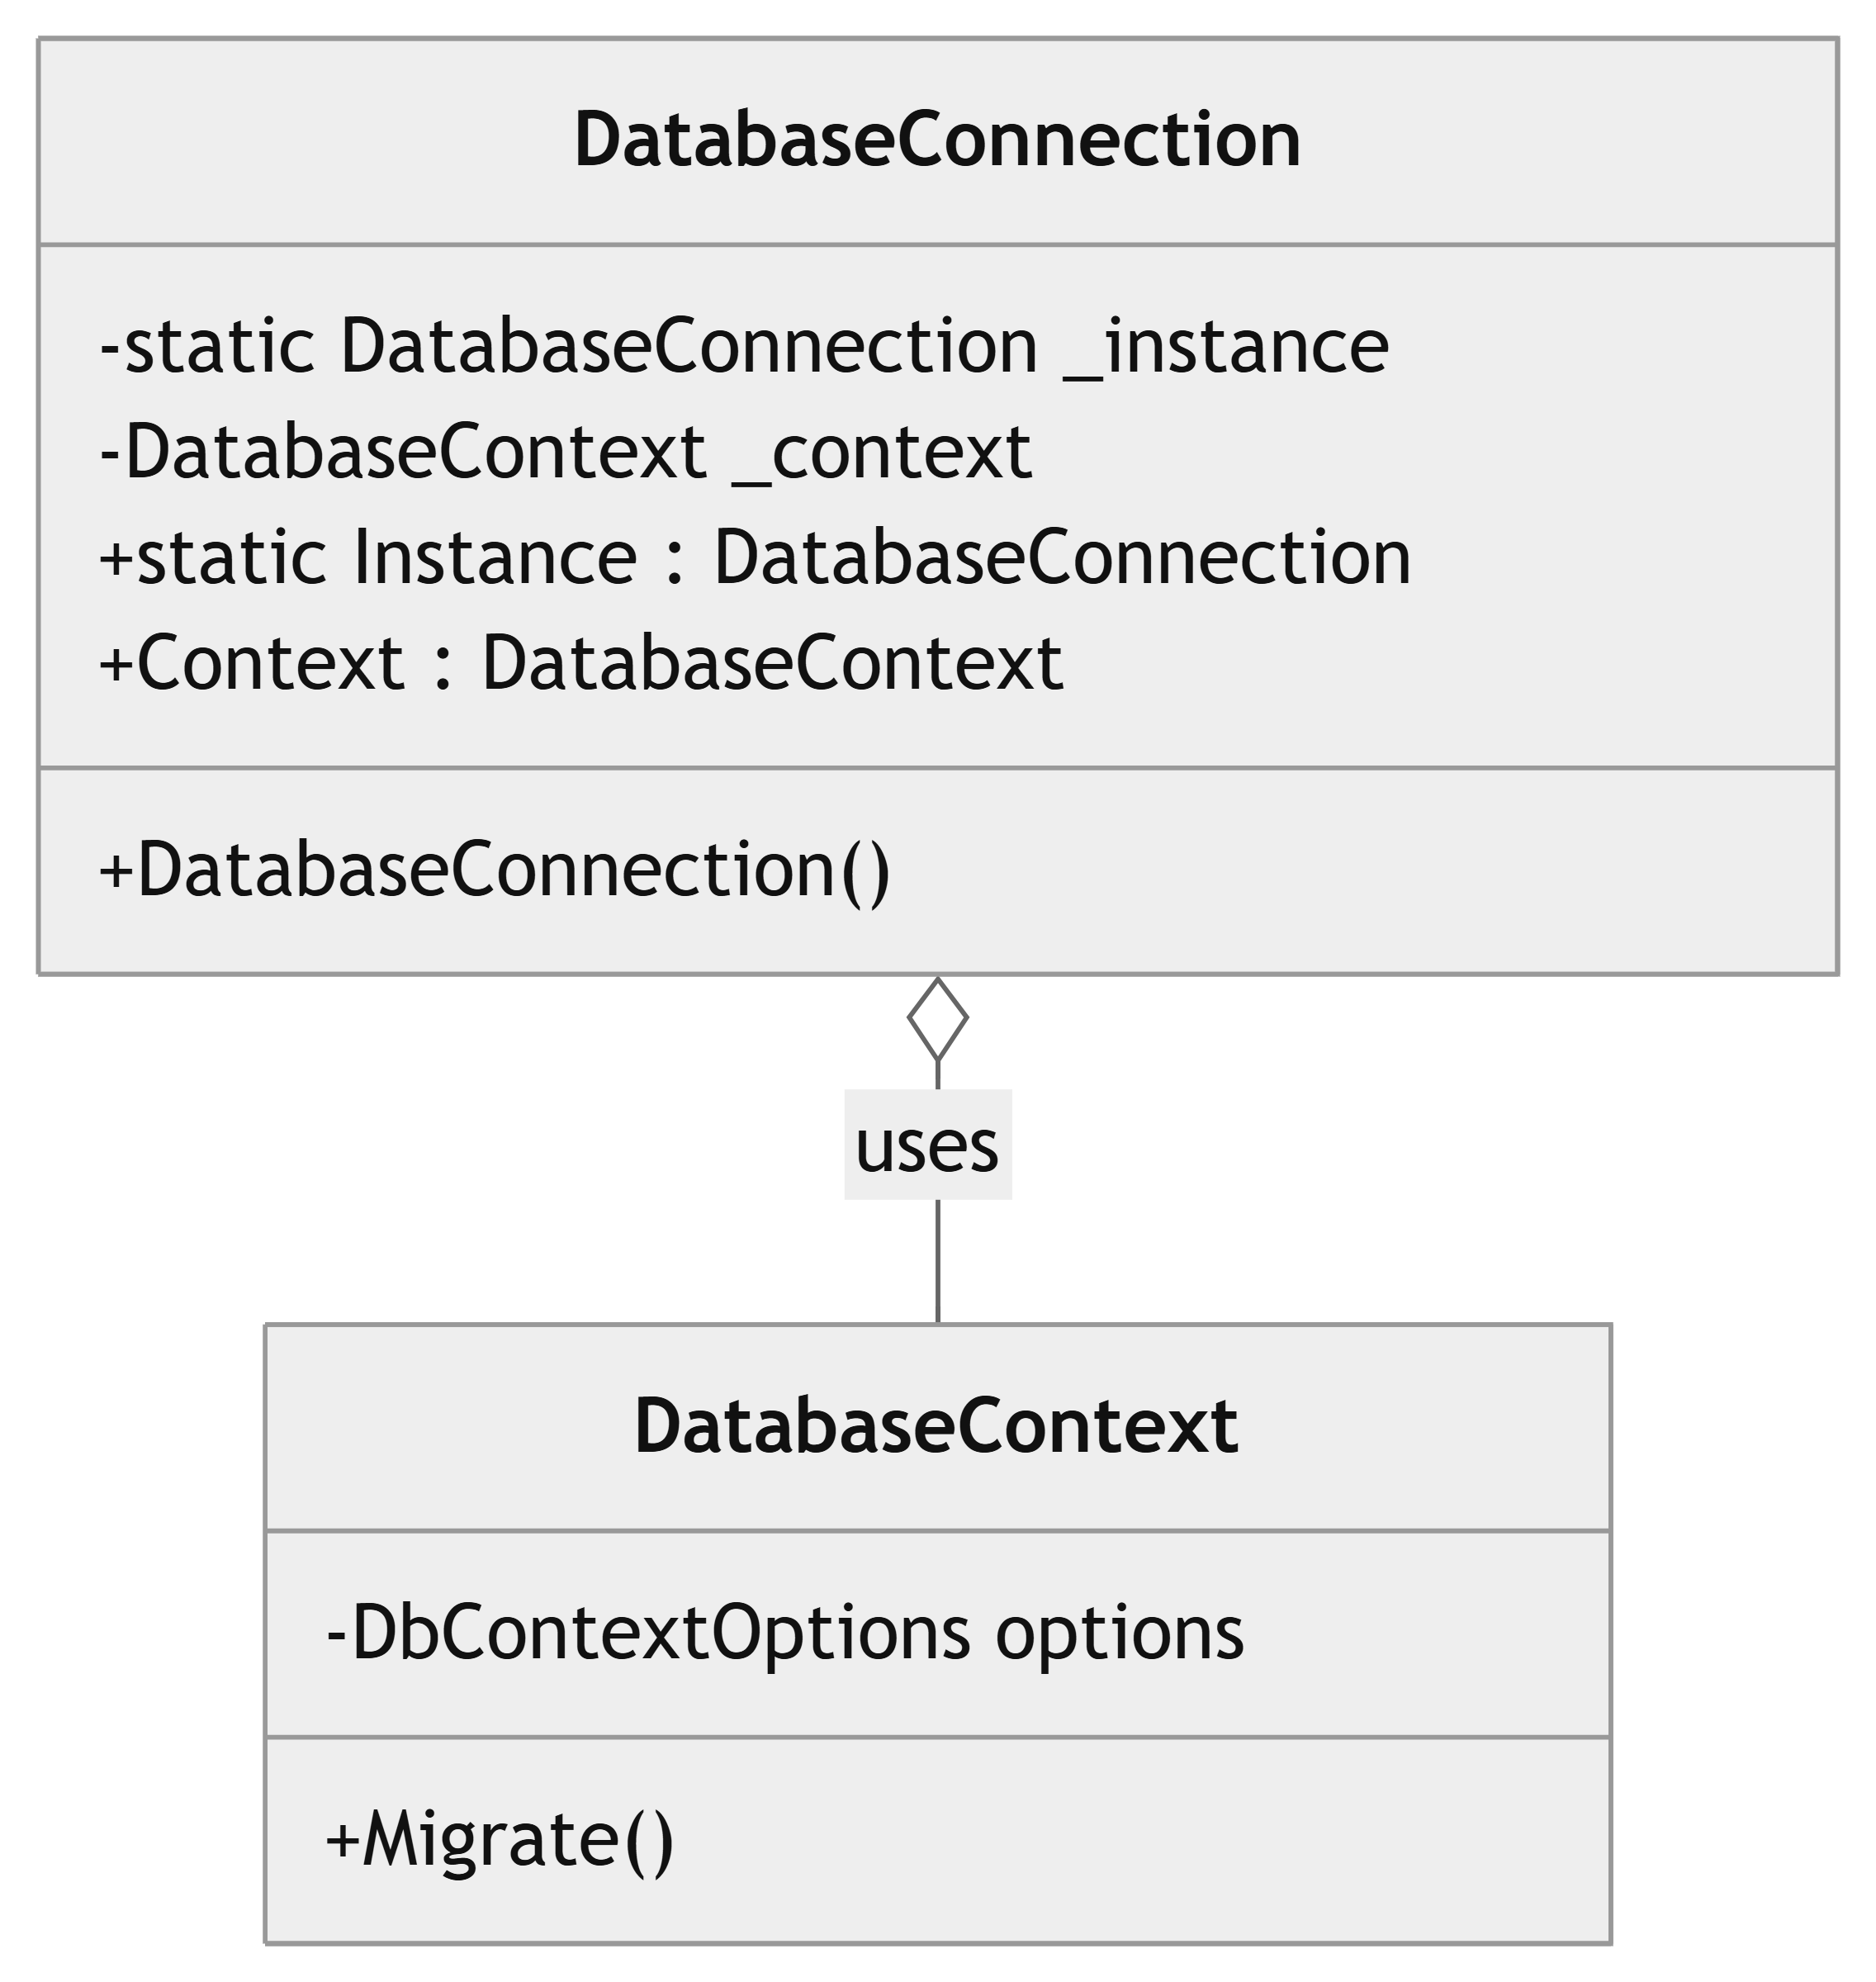 DatabaseConnection
-static DatabaseConnection _instance
-DatabaseContext _context
+static Instance : DatabaseConnection
+Context : DatabaseContext
+DatabaseConnection()
uses
DatabaseContext
-DbContextOptions options
+Migrate()